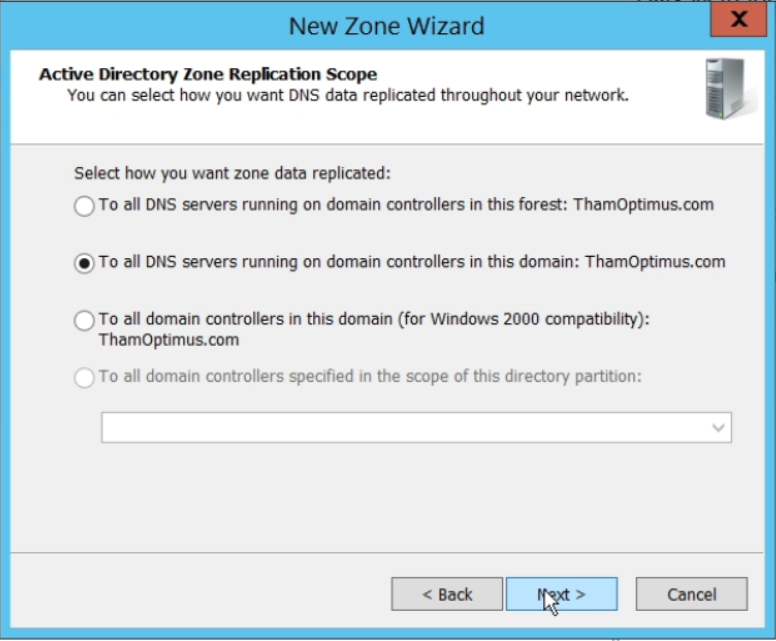 New Zone Wizard
X
Active Directory Zone Replication Scope
You can select how you want DNS data replicated throughout your network.
Select how you want zone data replicated:
To all DNS servers running on domain controllers in this forest: ThamOptimus.com
To all DNS servers running on domain controllers in this domain: ThamOptimus.com
To all domain controllers in this domain (for Windows 2000 compatibility):
ThamOptimus.com
To all domain controllers specified in the scope of this directory partition:
< Back
Next >
Cancel